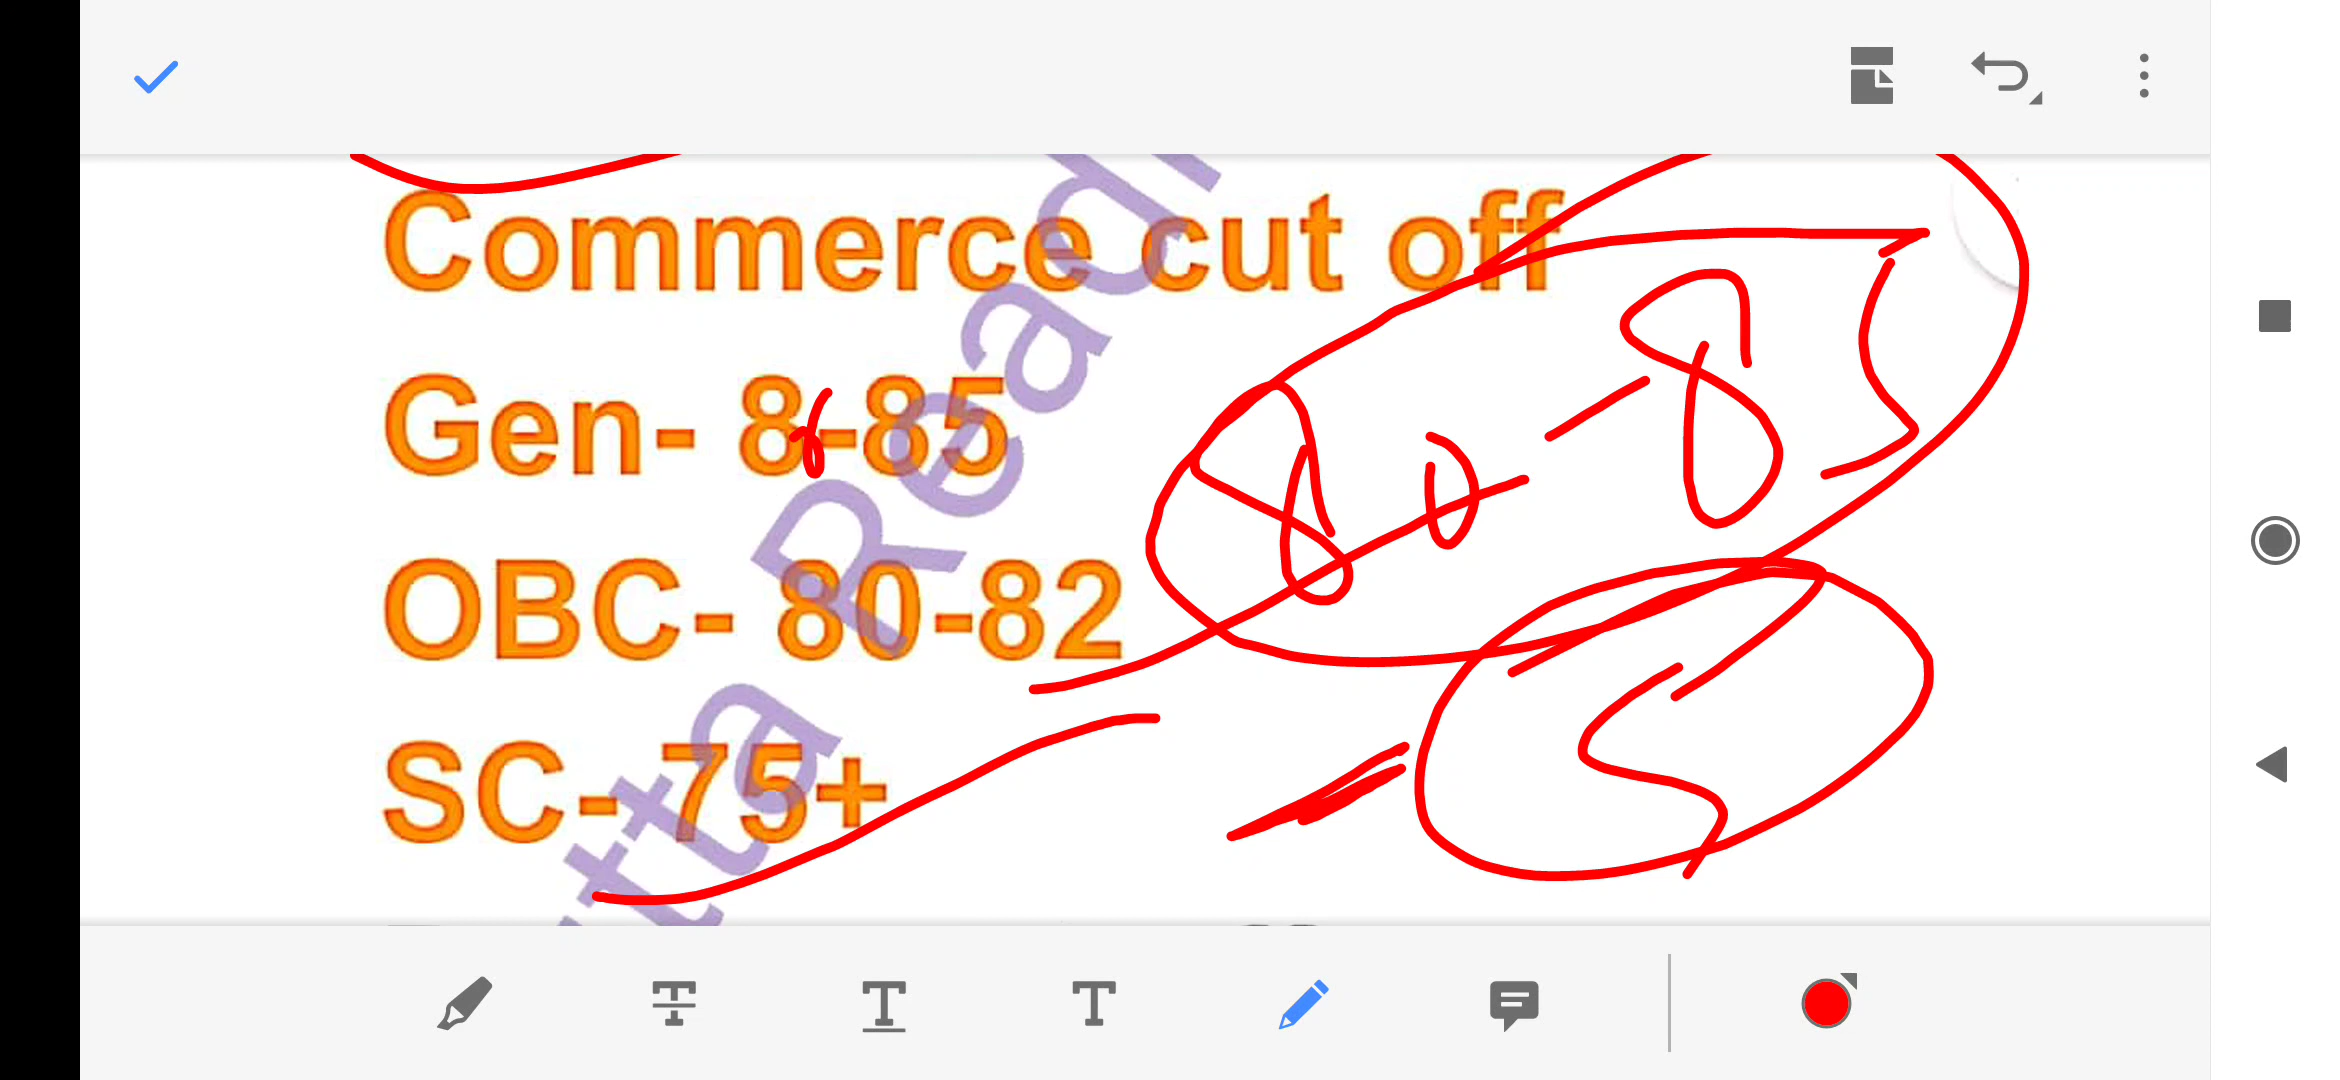 Commerce cut off
Gen- 8-85
OBC- 80-82
SC- 75+
80-85